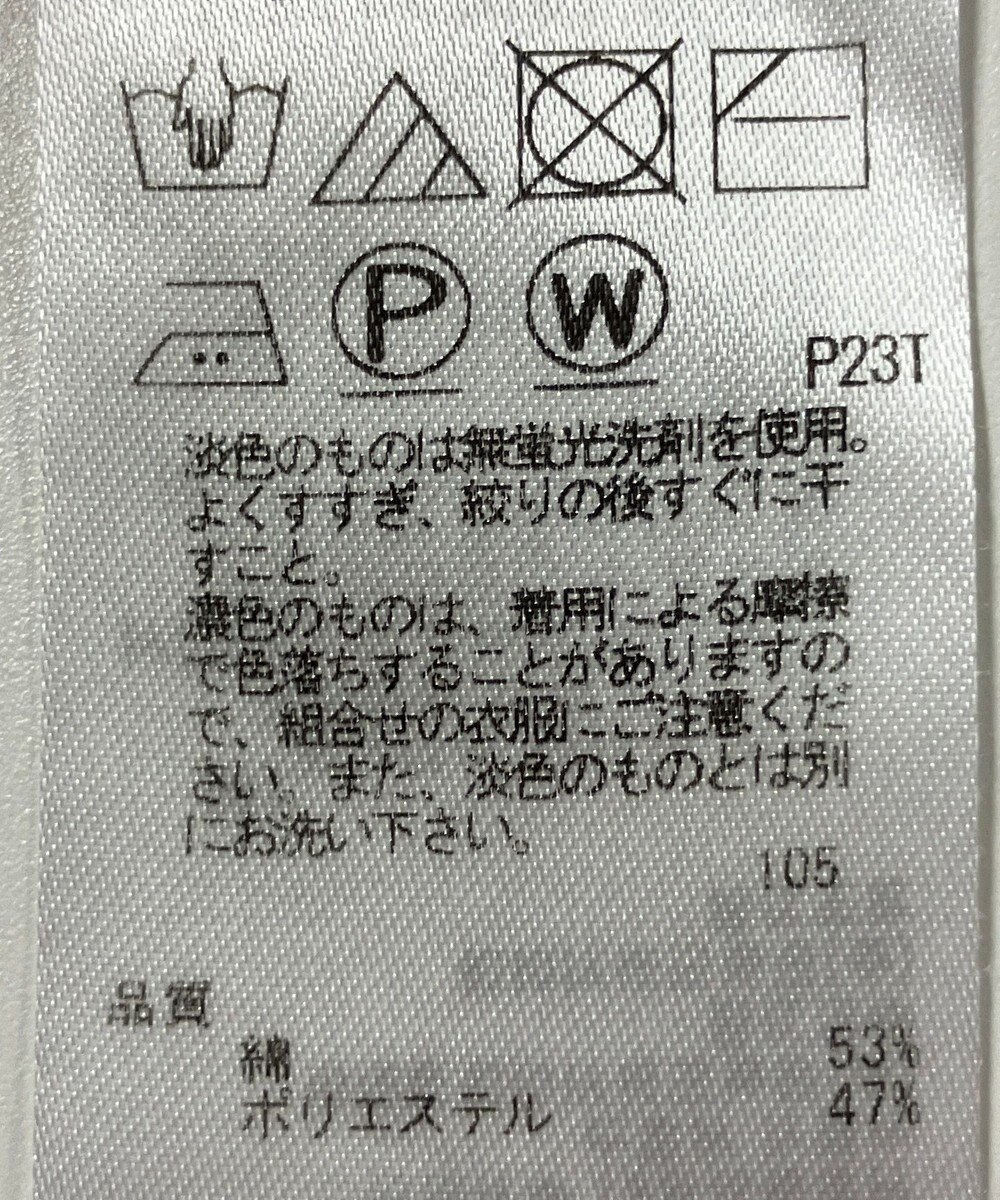 P W P23T
淡色のものは無蛍光洗剤を使用。
よくすすぎ、絞りの後すぐに干
すこと。
濃色のものは、着用による摩擦
で色落ちすることがありますの
で、組合せの衣服にご注意くだ
さい。また、淡色のものとは別
にお洗い下さい。
105
品質
綿 53%
ポリエステル 47%